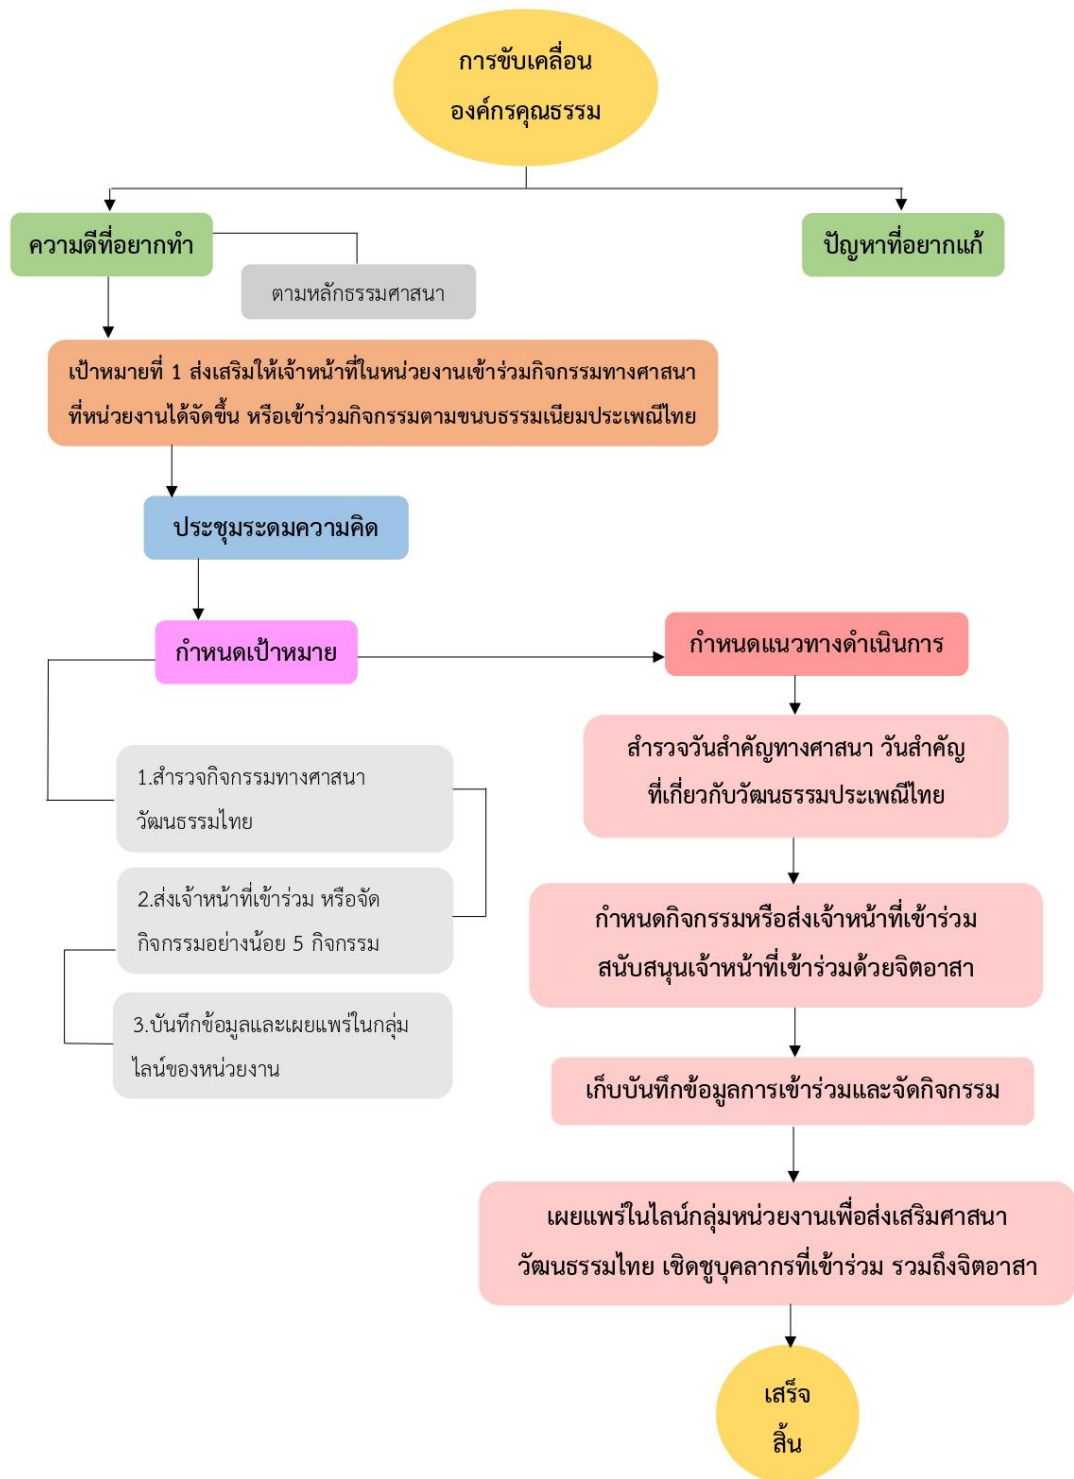 การขับเคลื่อน
องค์กรคุณธรรม
ความดีที่อยากทำ
ปัญหาที่อยากแก้
ตามหลักธรรมศาสนา
เป้าหมายที่ 1 ส่งเสริมให้เจ้าหน้าที่ในหน่วยงานเข้าร่วมกิจกรรมทางศาสนา
ที่หน่วยงานได้จัดขึ้น หรือเข้าร่วมกิจกรรมตามขนบธรรมเนียมประเพณีไทย
ประชุมระดมความคิด
กำหนดเป้าหมาย
1.สำรวจกิจกรรมทางศาสนา
วัฒนธรรมไทย
2.ส่งเจ้าหน้าที่เข้าร่วม หรือจัด
กิจกรรมอย่างน้อย 5 กิจกรรม
3.บันทึกข้อมูลและเผยแพร่ในกลุ่ม
ไลน์ของหน่วยงาน
กำหนดแนวทางดำเนินการ
สำรวจวันสำคัญทางศาสนา วันสำคัญ
ที่เกี่ยวกับวัฒนธรรมประเพณีไทย
กำหนดกิจกรรมหรือส่งเจ้าหน้าที่เข้าร่วม
สนับสนุนเจ้าหน้าที่เข้าร่วมด้วยจิตอาสา
เก็บบันทึกข้อมูลการเข้าร่วมและจัดกิจกรรม
เผยแพร่ในไลน์กลุ่มหน่วยงานเพื่อส่งเสริมศาสนา
วัฒนธรรมไทย เชิดชูบุคลากรที่เข้าร่วม รวมถึงจิตอาสา
เสร็จ
สิ้น